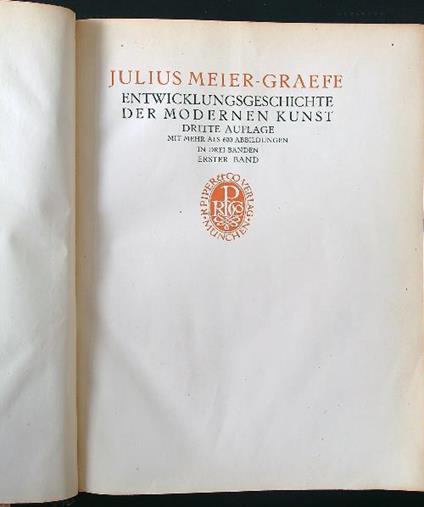 JULIUS MEIER-GRAEFE
ENTWICKLUNGSGESCHICHTE
DER MODERNEN KUNST
DRITTE AUFLAGE
MIT MEHR ALS 600 ABBILDUNGEN
IN DREI BANDEN
ERSTER BAND
R·PIPER & CO VERLAG·
MÜNCHEN